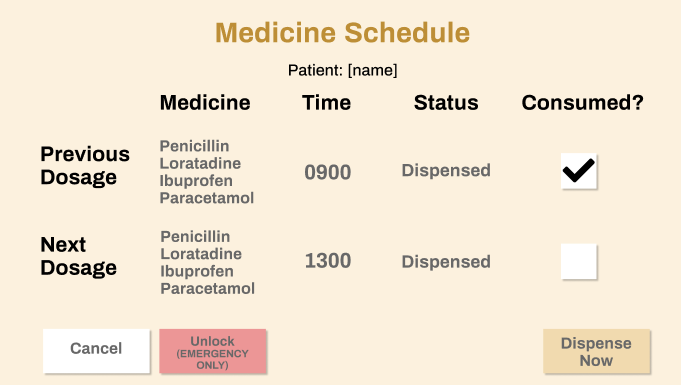 Medicine Schedule
Patient: [name]
Medicine Time Status Consumed?
Previous Dosage
Penicillin
Loratadine
Ibuprofen
Paracetamol
0900
Dispensed
Next Dosage
Penicillin
Loratadine
Ibuprofen
Paracetamol
1300
Dispensed
Cancel
Unlock
(EMERGENCY
ONLY)
Dispense
Now